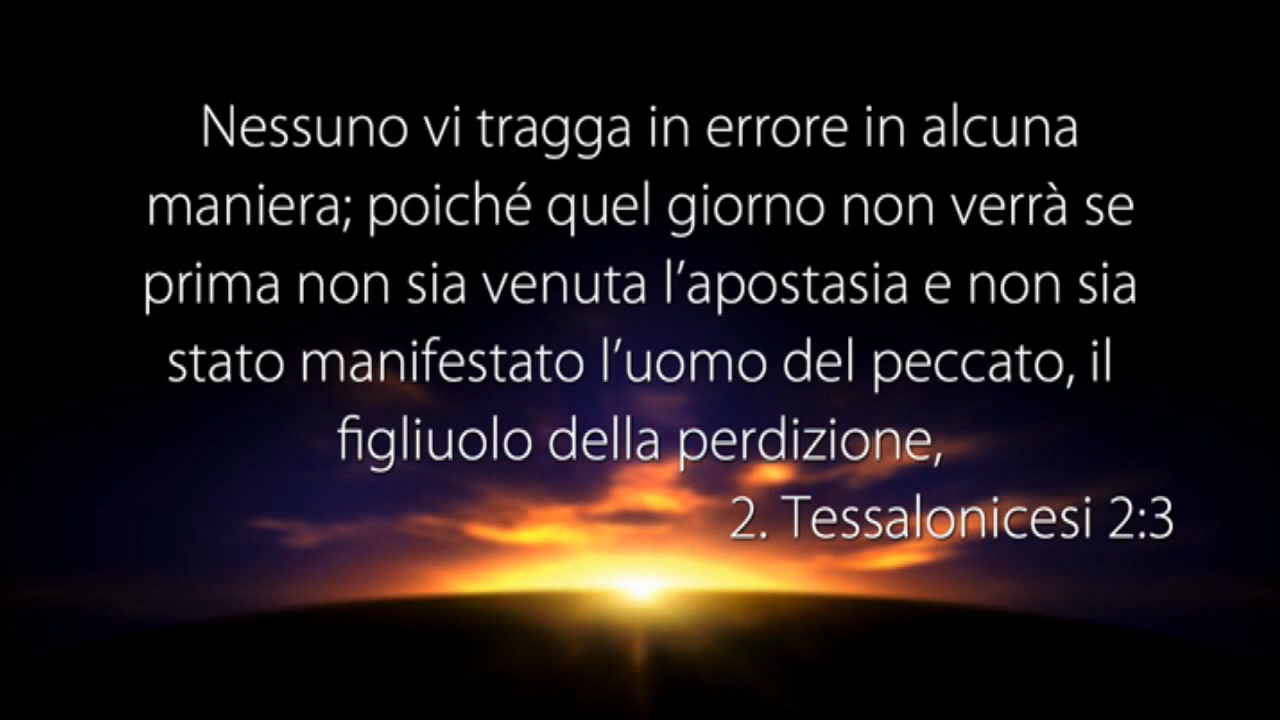 Nessuno vi tragga in errore in alcuna
maniera; poiché quel giorno non verrà se
prima non sia venuta l’apostasia e non sia
stato manifestato l’uomo del peccato, il
figliuolo della perdizione,
2. Tessalonicesi 2:3